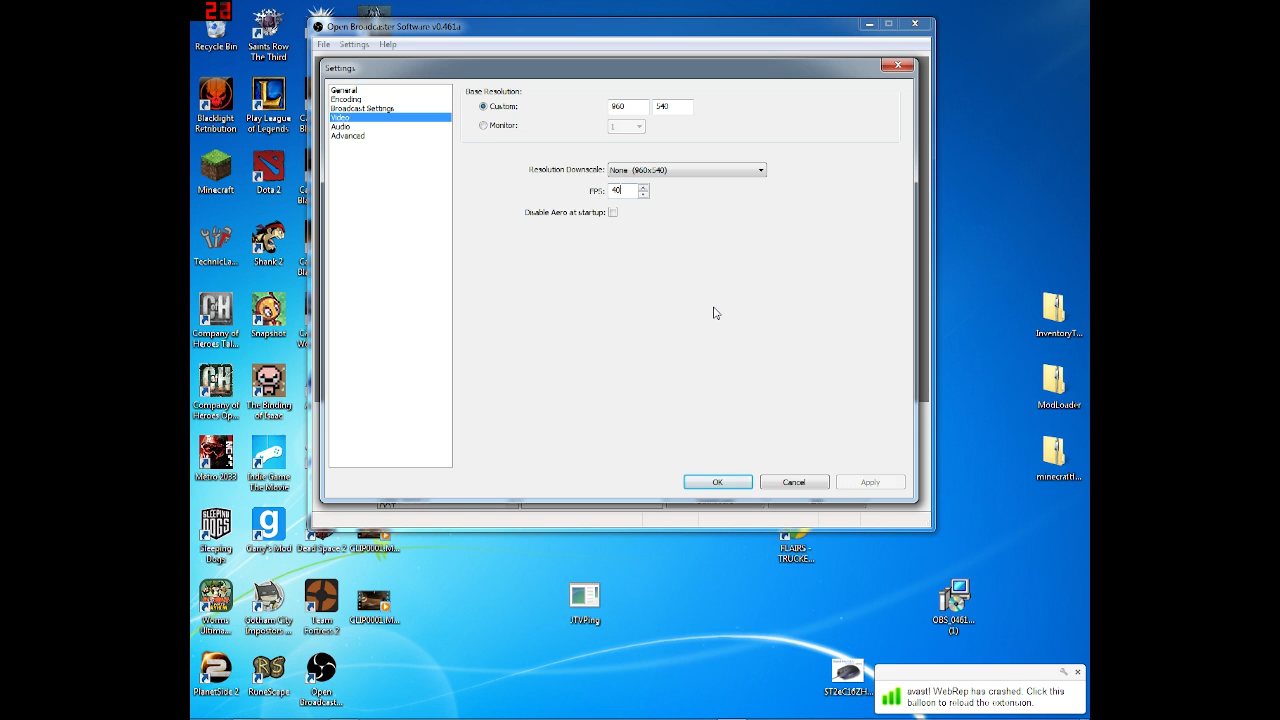 23
Open Broadcaster Software v0.461a
File Settings Help
Settings
General
Encoding
Broadcast Settings
Video
Audio
Advanced
Base Resolution:
Custom: 960 540
Monitor: 1
Resolution Downscale: None (960x540)
FPS: 40
Disable Aero at startup:
OK Cancel Apply
Recycle Bin
Saints Row
The Third
Blacklight
Retribution
Play League
of Legends
Minecraft
Dota 2
TechnicLa...
Shank 2
Company of
Heroes Tal...
Snapshot
Company of
Heroes Op...
The Binding
of Isaac
Metro 2033
Indie Game
The Movie
Sleeping
Dogs
Garry's Mod
Dead Space 2
CLIP0001.M...
Worms
Ultima...
Gotham City
Impostors ...
Team
Fortress 2
CLIP0001.M...
PlanetSide 2
RuneScape
Open
Broadcast...
JTVPing
FLAIRS -
TRUCKE...
OBS_0461...
(1)
InventoryT...
ModLoader
minecraftf...
avast! WebRep has crashed. Click this
balloon to reload the extension.